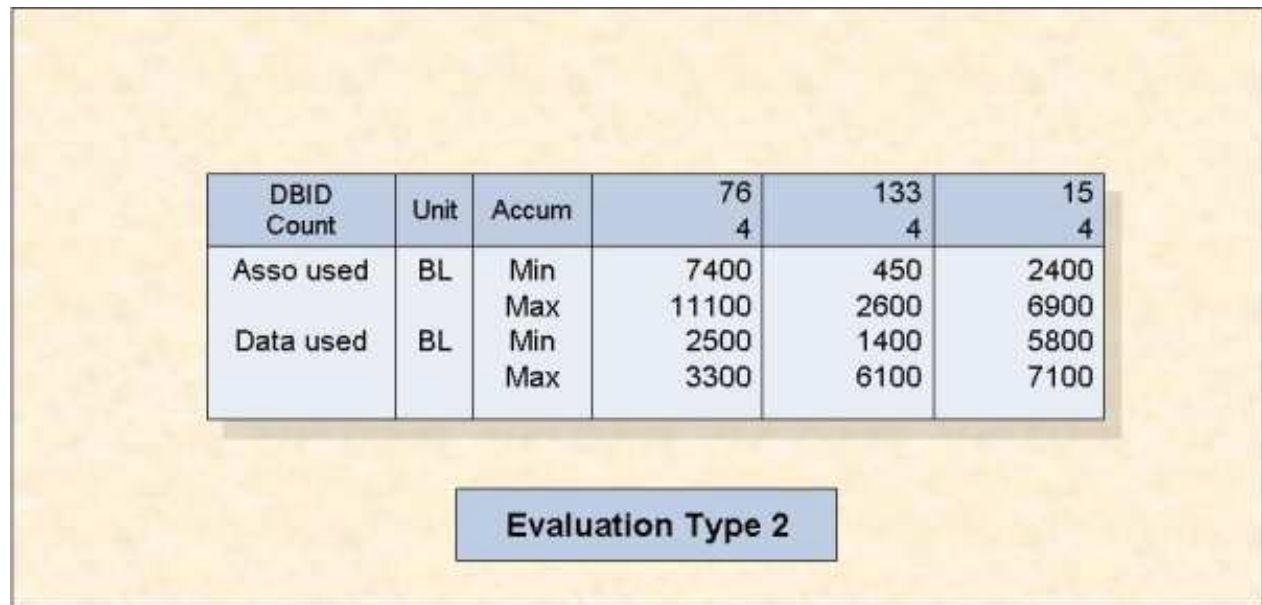 DBID Count Unit Accum 76 4 133 4 15 4
Asso used BL Min 7400 450 2400
Max 11100 2600 6900
Data used BL Min 2500 1400 5800
Max 3300 6100 7100
Evaluation Type 2